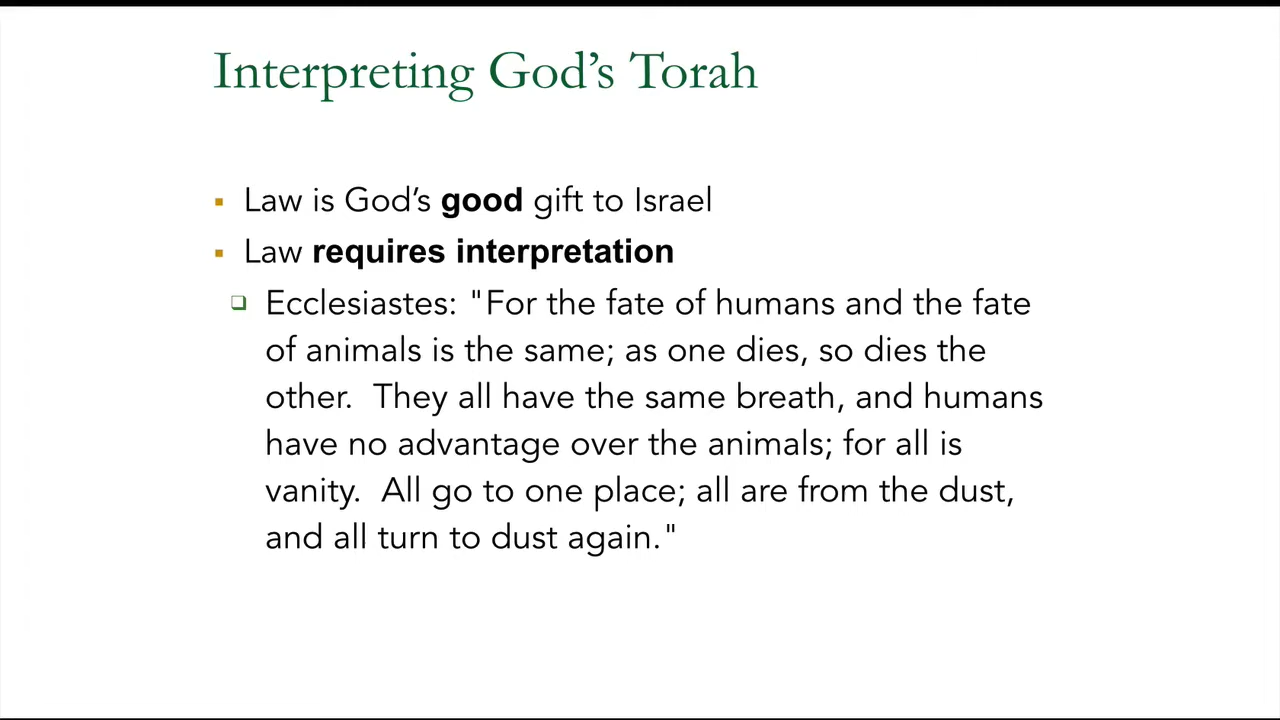 Interpreting God’s Torah
Law is God’s good gift to Israel
Law requires interpretation
Ecclesiastes: "For the fate of humans and the fate
of animals is the same; as one dies, so dies the
other.  They all have the same breath, and humans
have no advantage over the animals; for all is
vanity.  All go to one place; all are from the dust,
and all turn to dust again."